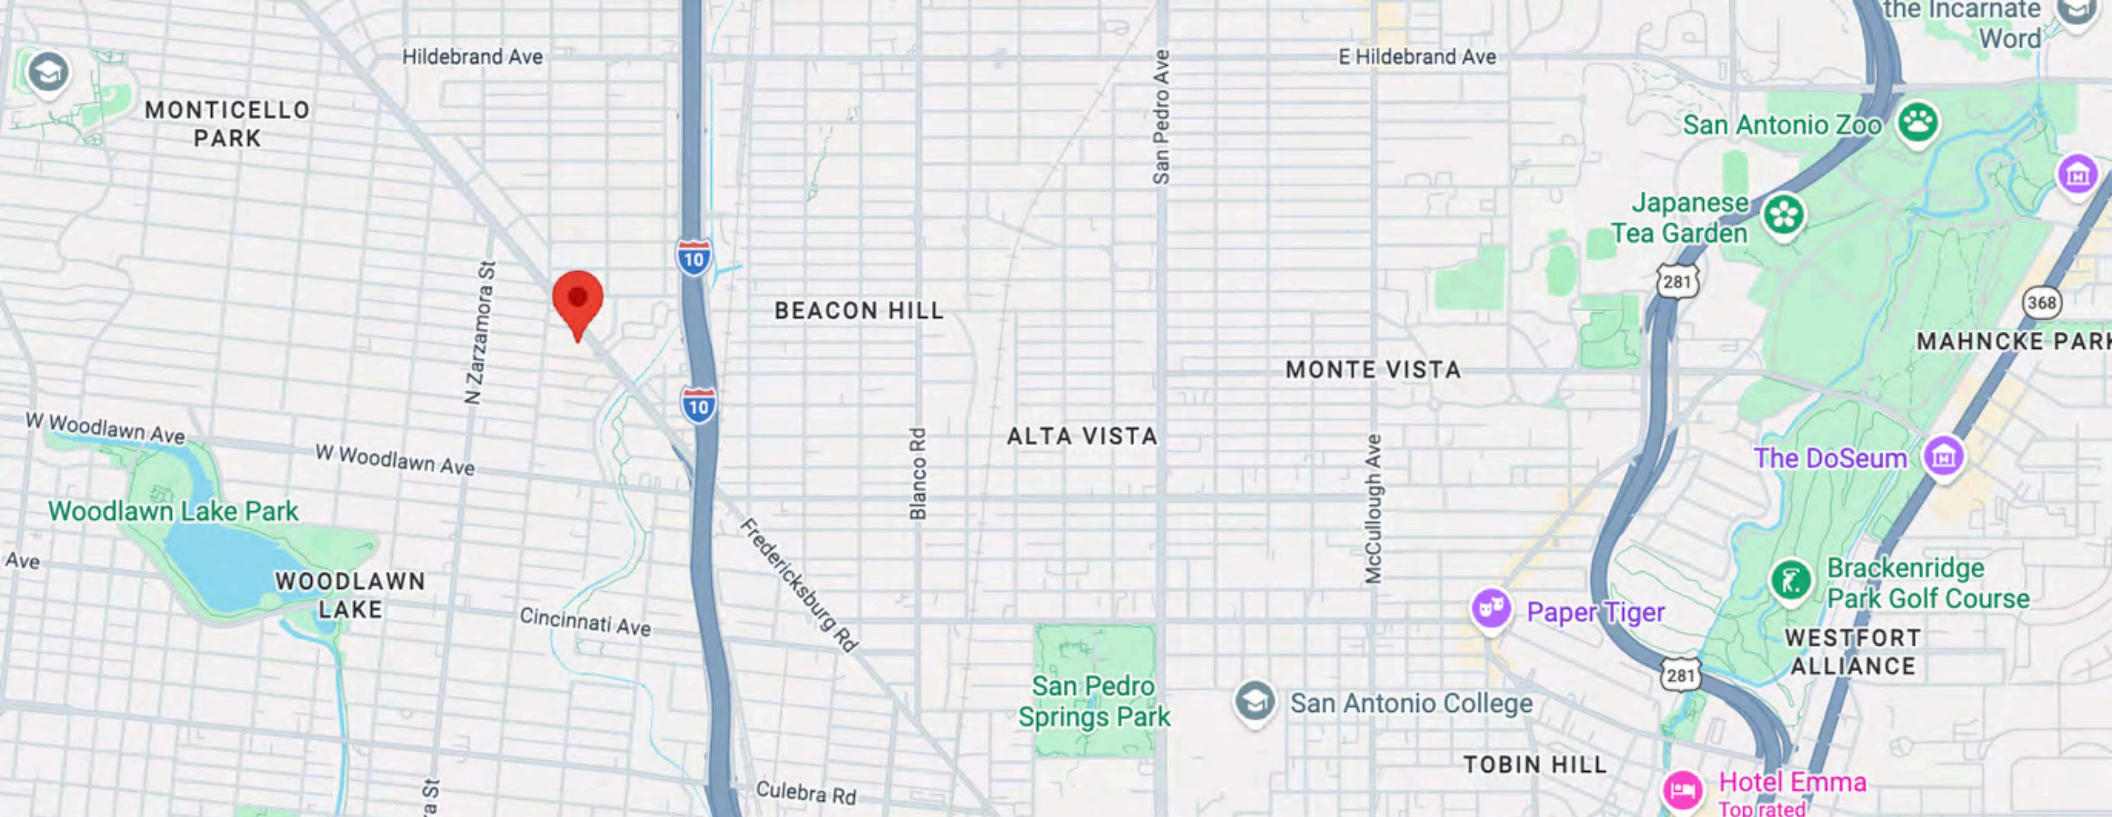 the Incarnate
Word
Hildebrand Ave
E Hildebrand Ave
MONTICELLO
PARK
San Pedro Ave
San Antonio Zoo
Japanese
Tea Garden
10
281
N Zarzamora St
368
BEACON HILL
MAHNCKE PARK
MONTE VISTA
10
W Woodlawn Ave
W Woodlawn Ave
ALTA VISTA
Blanco Rd
McCullough Ave
The DoSeum
Woodlawn Lake Park
Fredericksburg Rd
Ave
WOODLAWN
LAKE
Cincinnati Ave
Brackenridge
Park Golf Course
Paper Tiger
WESTFORT
ALLIANCE
281
San Pedro
Springs Park
San Antonio College
TOBIN HILL
ra St
Culebra Rd
Hotel Emma
Top rated